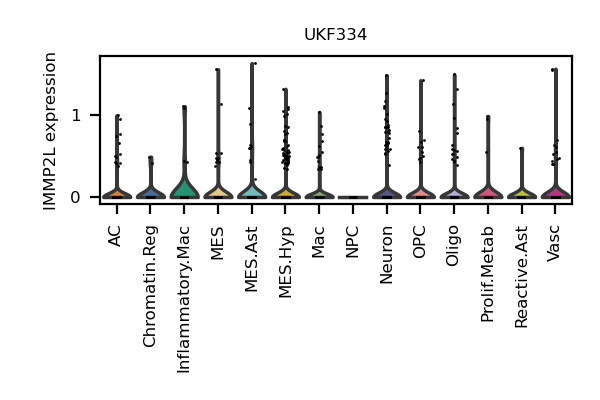 UKF334
IMMP2L expression
1
0
AC
Chromatin.Reg
Inflammatory.Mac
MES
MES.Ast
MES.Hyp
Mac
NPC
Neuron
OPC
Oligo
Prolif.Metab
Reactive.Ast
Vasc